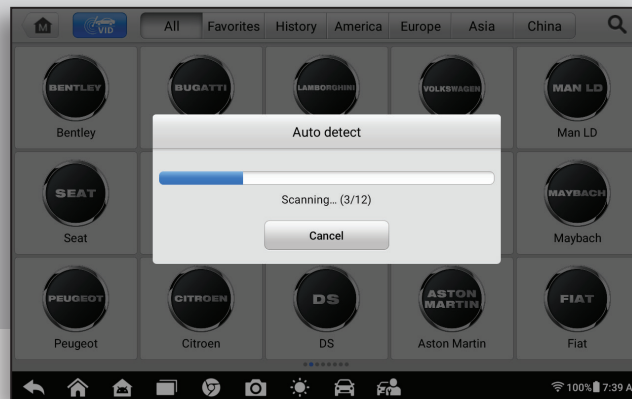 M
VID
All
Favorites
History
America
Europe
Asia
China
BENTLEY
BUGATTI
LAMBORGHINI
VOLKSWAGEN
MAN LD
Bentley
Man LD
Auto detect
Scanning... (3/12)
Cancel
SEAT
MAYBACH
Seat
Maybach
PEUGEOT
CITROEN
DS
ASTON
MARTIN
FIAT
Peugeot
Citroen
DS
Aston Martin
Fiat
100%
7:39 A